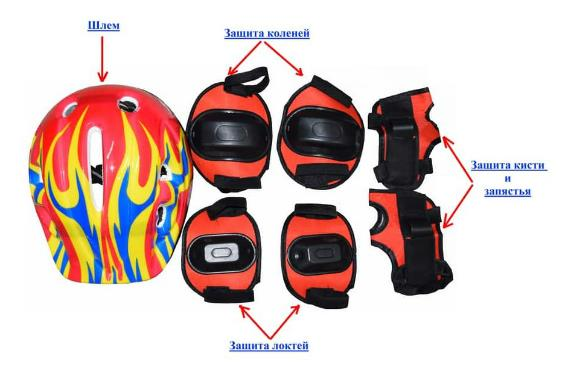 Шлем
Защита коленей
Защита кисти
и
запястья
Защита локтей